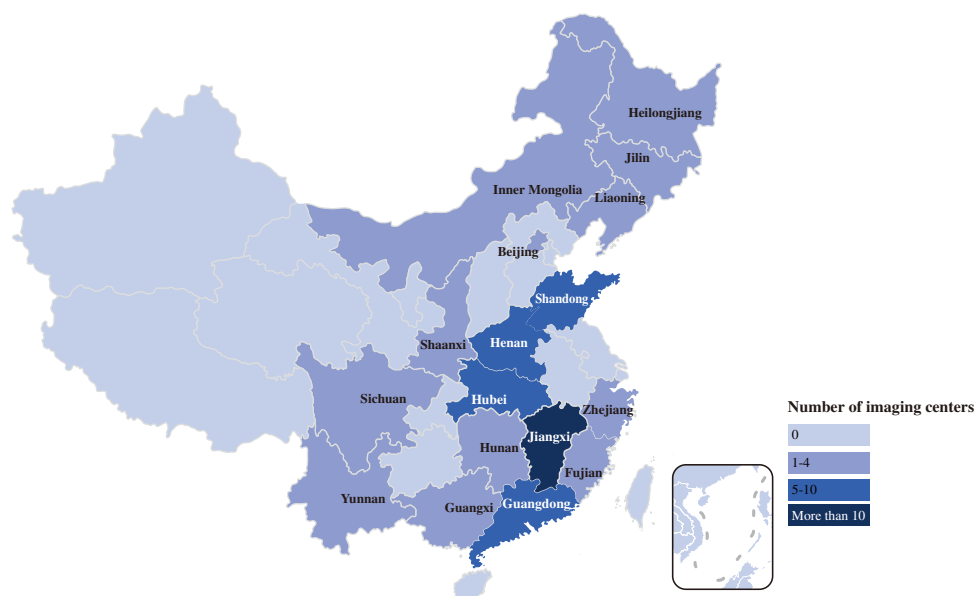 Heilongjiang
Jilin
Inner Mongolia
Liaoning
Beijing
Shandong
Shaanxi
Henan
Sichuan
Hubei
Zhejiang
Jiangxi
Hunan
Fujian
Yunnan
Guangxi
Guangdong
Number of imaging centers
0
1-4
5-10
More than 10